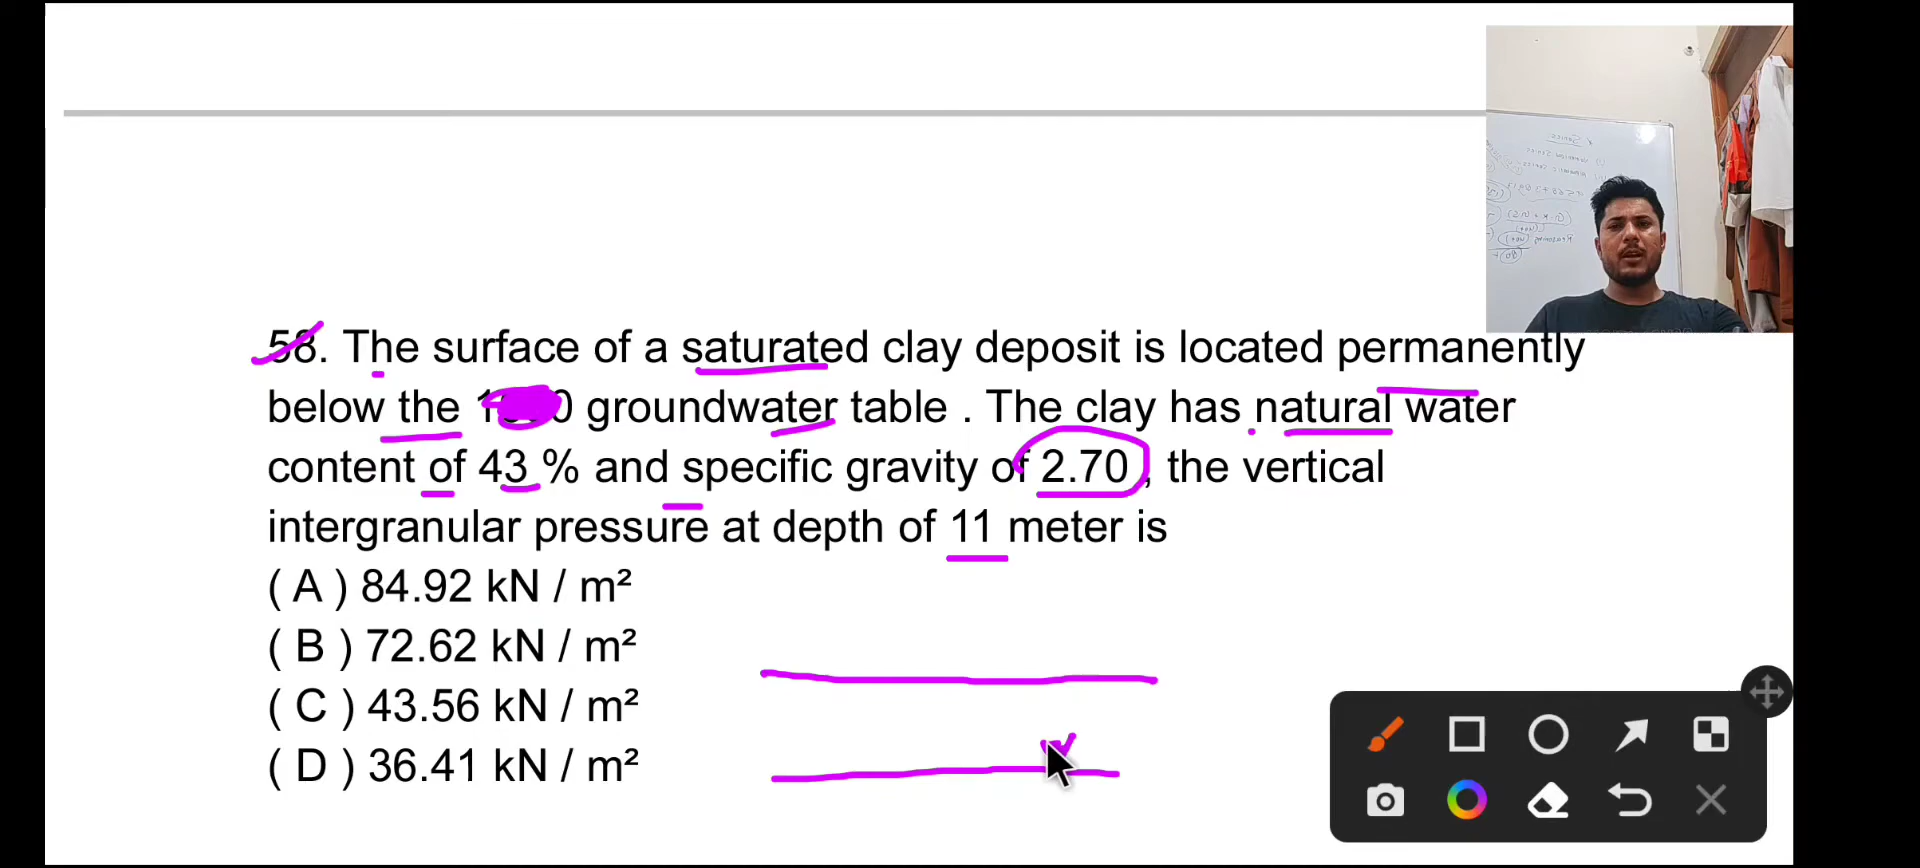 58. The surface of a saturated clay deposit is located permanently
below the groundwater table . The clay has natural water
content of 43 % and specific gravity of 2.70 , the vertical
intergranular pressure at depth of 11 meter is
( A ) 84.92 kN / m²
( B ) 72.62 kN / m²
( C ) 43.56 kN / m²
( D ) 36.41 kN / m²